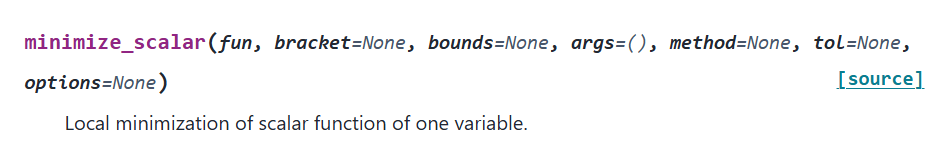 minimize_scalar(fun, bracket=None, bounds=None, args=(), method=None, tol=None,
options=None) [source]
Local minimization of scalar function of one variable.